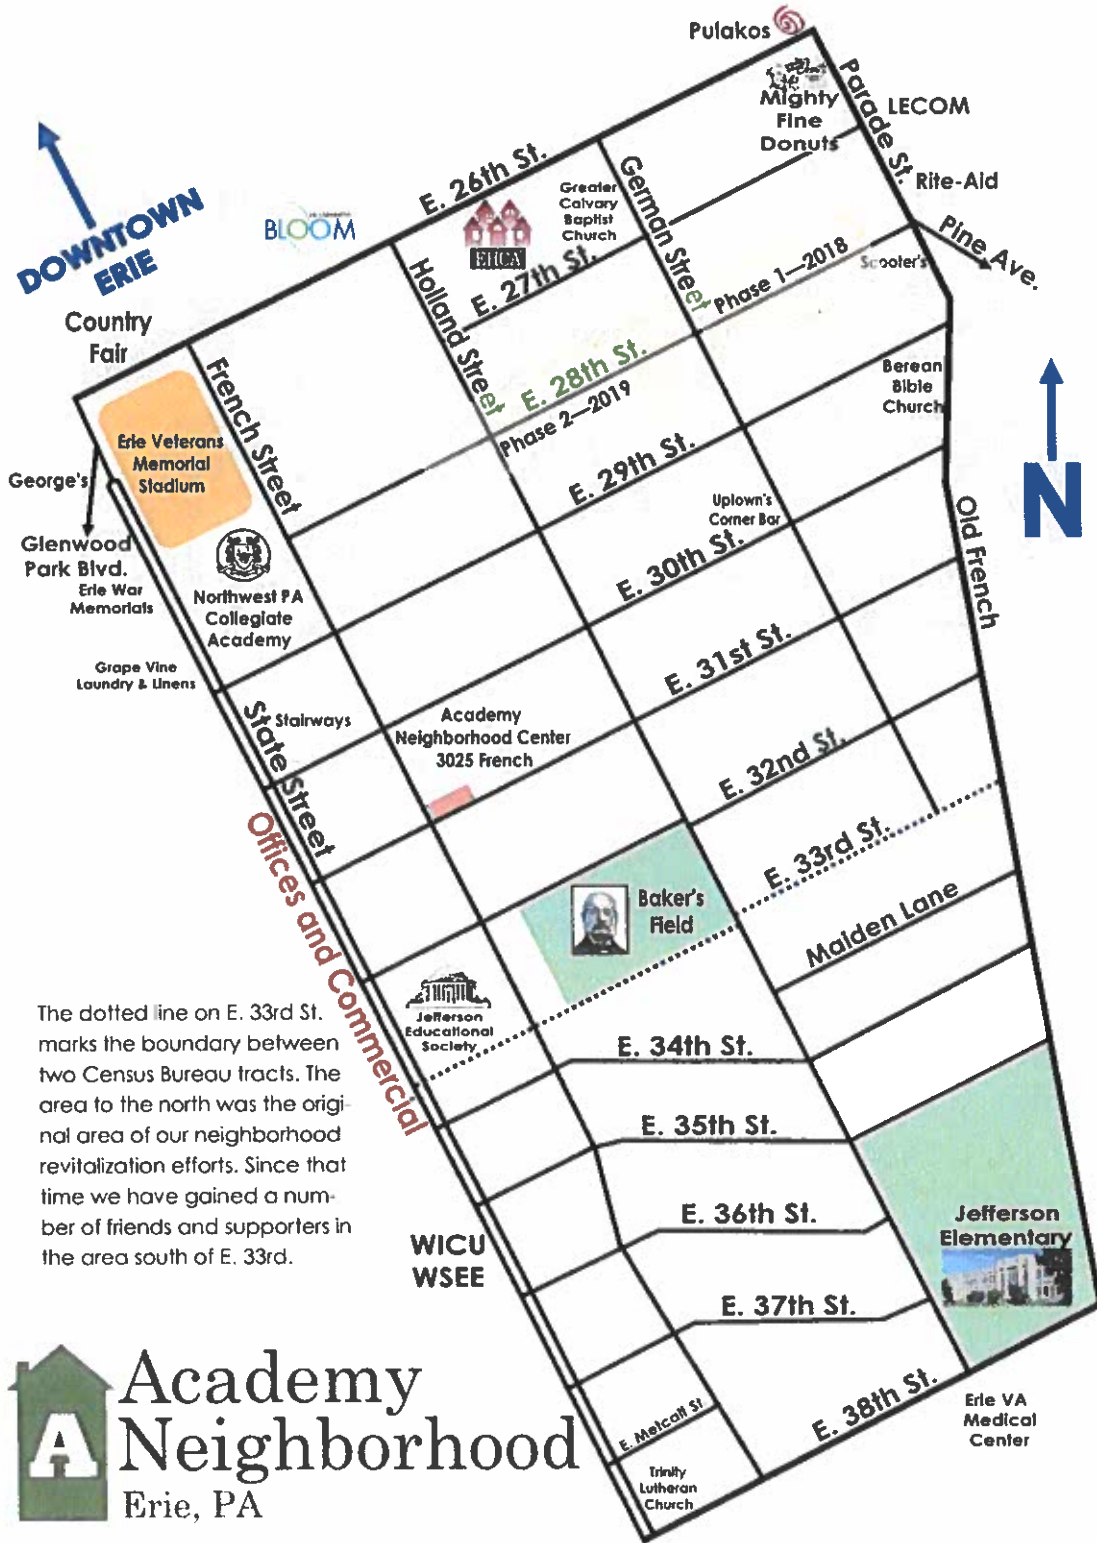 Pulakos
Mighty
Fine
Donuts
Parade St.
LECOM
Rite-Aid
Pine Ave.
E. 26th St.
German Street
Greater
Calvary
Baptist
Church
BLOOM
EHCA
E. 27th St.
Phase 1—2018
Scooter's
DOWNTOWN
ERIE
Holland Street
Country
Fair
French Street
E. 28th St.
Phase 2—2019
Berean
Bible
Church
Erie Veterans
Memorial
Stadium
George's
E. 29th St.
N
Uptown's
Corner Bar
Old French
Glenwood
Park Blvd.
Erie War
Memorials
Northwest PA
Collegiate
Academy
E. 30th St.
Grape Vine
Laundry & Linens
E. 31st St.
State Street
Stairways
Academy
Neighborhood Center
3025 French
E. 32nd St.
Offices and Commercial
E. 33rd St.
Baker's
Field
Maiden Lane
Jefferson
Educational
Society
The dotted line on E. 33rd St.
marks the boundary between
two Census Bureau tracts. The
area to the north was the origi-
nal area of our neighborhood
revitalization efforts. Since that
time we have gained a num-
ber of friends and supporters in
the area south of E. 33rd.
E. 34th St.
E. 35th St.
E. 36th St.
WICU
WSEE
Jefferson
Elementary
E. 37th St.
E. 38th St.
E. Metcalf St
Erie VA
Medical
Center
Trinity
Lutheran
Church
A
Academy
Neighborhood
Erie, PA